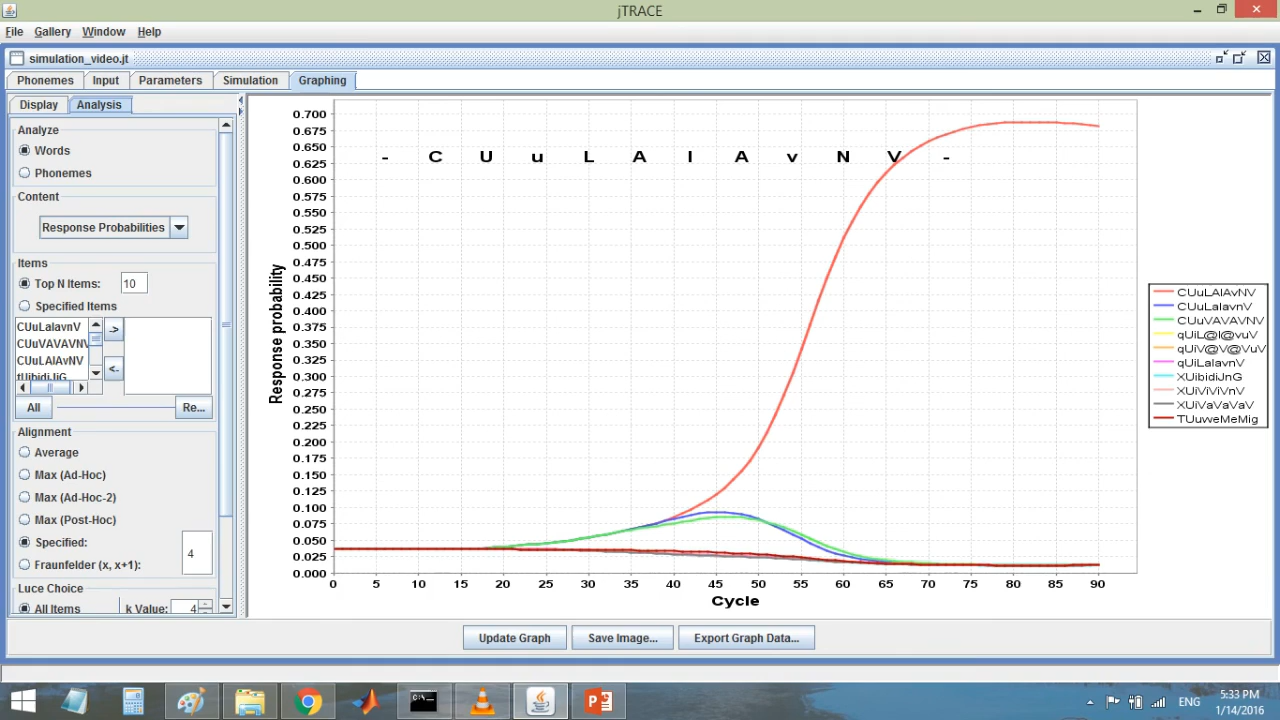 jTRACE
File Gallery Window Help
simulation_video.jt
Phonemes Input Parameters Simulation Graphing
Display Analysis
Analyze
Words
Phonemes
Content
Response Probabilities
Items
Top N Items: 10
Specified Items
CUuLaIavnV
CUuVAVAVNV
CUuLAIAvNV
tUibidiJiG
->
<-
All Re...
Alignment
Average
Max (Ad-Hoc)
Max (Ad-Hoc-2)
Max (Post-Hoc)
Specified: 4
Fraunfelder (x, x+1):
Luce Choice
All Items k Value: 4
0.700
0.675
0.650
0.625
0.600
0.575
0.550
0.525
0.500
0.475
0.450
0.425
0.400
0.375
0.350
0.325
0.300
0.275
0.250
0.225
0.200
0.175
0.150
0.125
0.100
0.075
0.050
0.025
0.000
Response probability
- C U u L A I A v N V -
0 5 10 15 20 25 30 35 40 45 50 55 60 65 70 75 80 85 90
Cycle
CUuLAIAvNV
CUuLaIavnV
CUuVAVAVNV
qUiL@I@vuV
qUiV@V@VuV
qUiLaIavnV
XUibidiJnG
XUiViViVnV
XUiVaVaVaV
TUuweMeMig
Update Graph Save Image... Export Graph Data...
C:\.
ENG
5:33 PM
1/14/2016